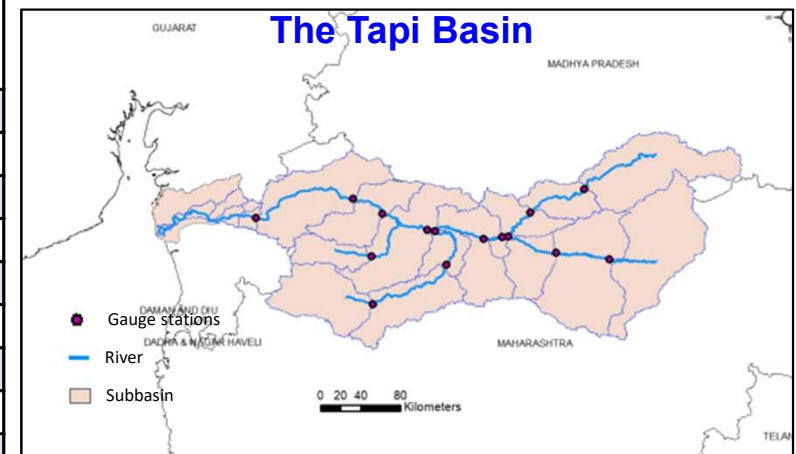 The Tapi Basin
GUJARAT
MADHYA PRADESH
DAMAN AND DIU
Gauge stations
DADRA & NAGAR HAVELI
MAHARASHTRA
River
Subbasin
0 20 40 80
Kilometers
TELAN